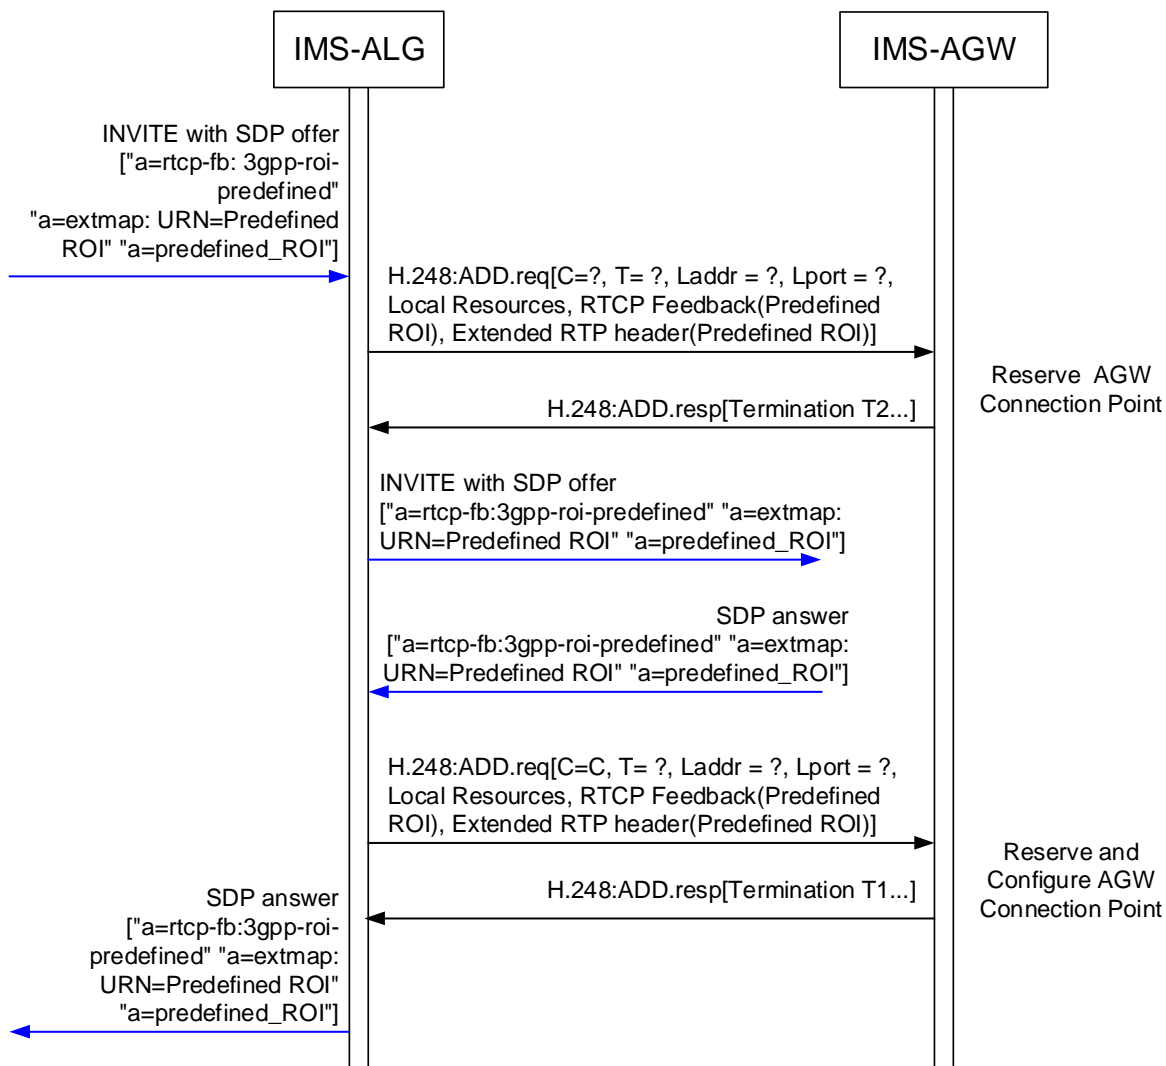 IMS-ALG
IMS-AGW
INVITE with SDP offer
["a=rtcp-fb: 3gpp-roi-
predefined"
"a=extmap: URN=Predefined
ROI" "a=predefined_ROI"]
H.248:ADD.req[C=?, T= ?, Laddr = ?, Lport = ?,
Local Resources, RTCP Feedback(Predefined
ROI), Extended RTP header(Predefined ROI)]
Reserve  AGW
Connection Point
H.248:ADD.resp[Termination T2...]
INVITE with SDP offer
["a=rtcp-fb:3gpp-roi-predefined" "a=extmap:
URN=Predefined ROI" "a=predefined_ROI"]
SDP answer
["a=rtcp-fb:3gpp-roi-predefined" "a=extmap:
URN=Predefined ROI" "a=predefined_ROI"]
H.248:ADD.req[C=C, T= ?, Laddr = ?, Lport = ?,
Local Resources, RTCP Feedback(Predefined
ROI), Extended RTP header(Predefined ROI)]
Reserve and
Configure AGW
Connection Point
H.248:ADD.resp[Termination T1...]
SDP answer
["a=rtcp-fb:3gpp-roi-
predefined" "a=extmap:
URN=Predefined ROI"
"a=predefined_ROI"]